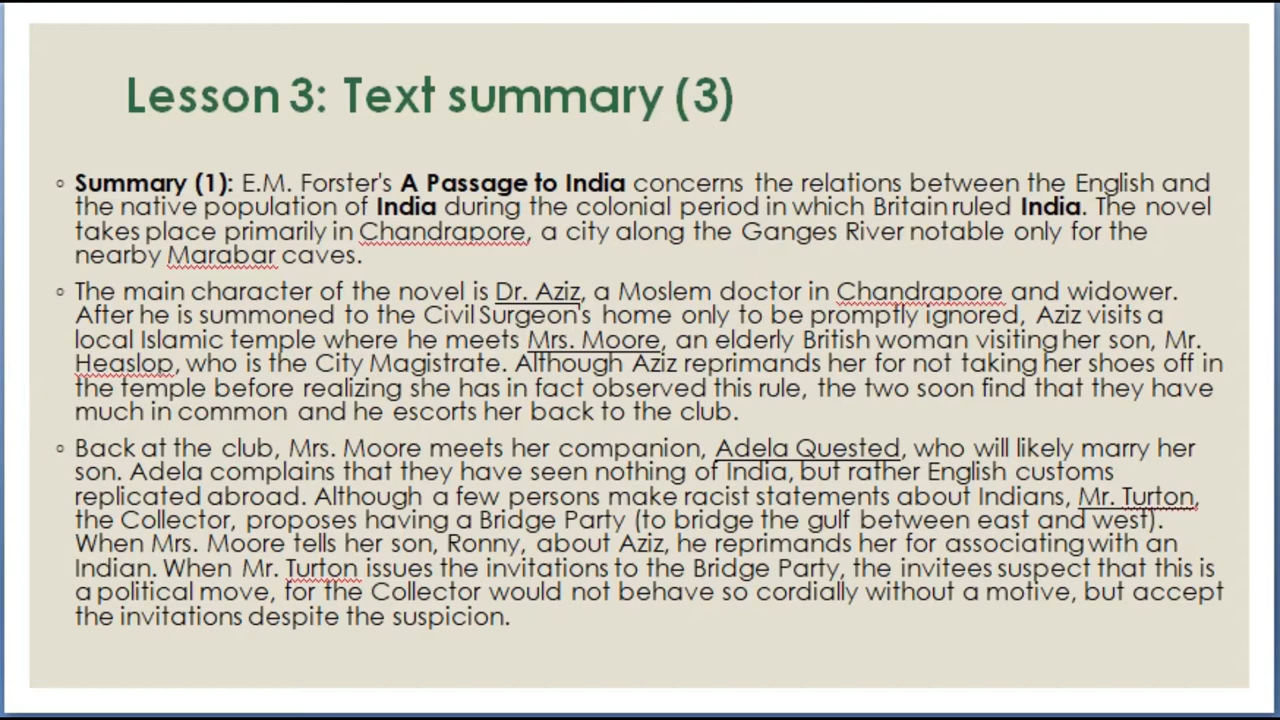 Lesson 3: Text summary (3)
◦ Summary (1): E.M. Forster's A Passage to India concerns the relations between the English and
the native population of India during the colonial period in which Britain ruled India. The novel
takes place primarily in Chandrapore, a city along the Ganges River notable only for the
nearby Marabar caves.
◦ The main character of the novel is Dr. Aziz, a Moslem doctor in Chandrapore and widower.
After he is summoned to the Civil Surgeon's home only to be promptly ignored, Aziz visits a
local Islamic temple where he meets Mrs. Moore, an elderly British woman visiting her son, Mr.
Heaslop, who is the City Magistrate. Although Aziz reprimands her for not taking her shoes off in
the temple before realizing she has in fact observed this rule, the two soon find that they have
much in common and he escorts her back to the club.
◦ Back at the club, Mrs. Moore meets her companion, Adela Quested, who will likely marry her
son. Adela complains that they have seen nothing of India, but rather English customs
replicated abroad. Although a few persons make racist statements about Indians, Mr. Turton,
the Collector, proposes having a Bridge Party (to bridge the gulf between east and west).
When Mrs. Moore tells her son, Ronny, about Aziz, he reprimands her for associating with an
Indian. When Mr. Turton issues the invitations to the Bridge Party, the invitees suspect that this is
a political move, for the Collector would not behave so cordially without a motive, but accept
the invitations despite the suspicion.